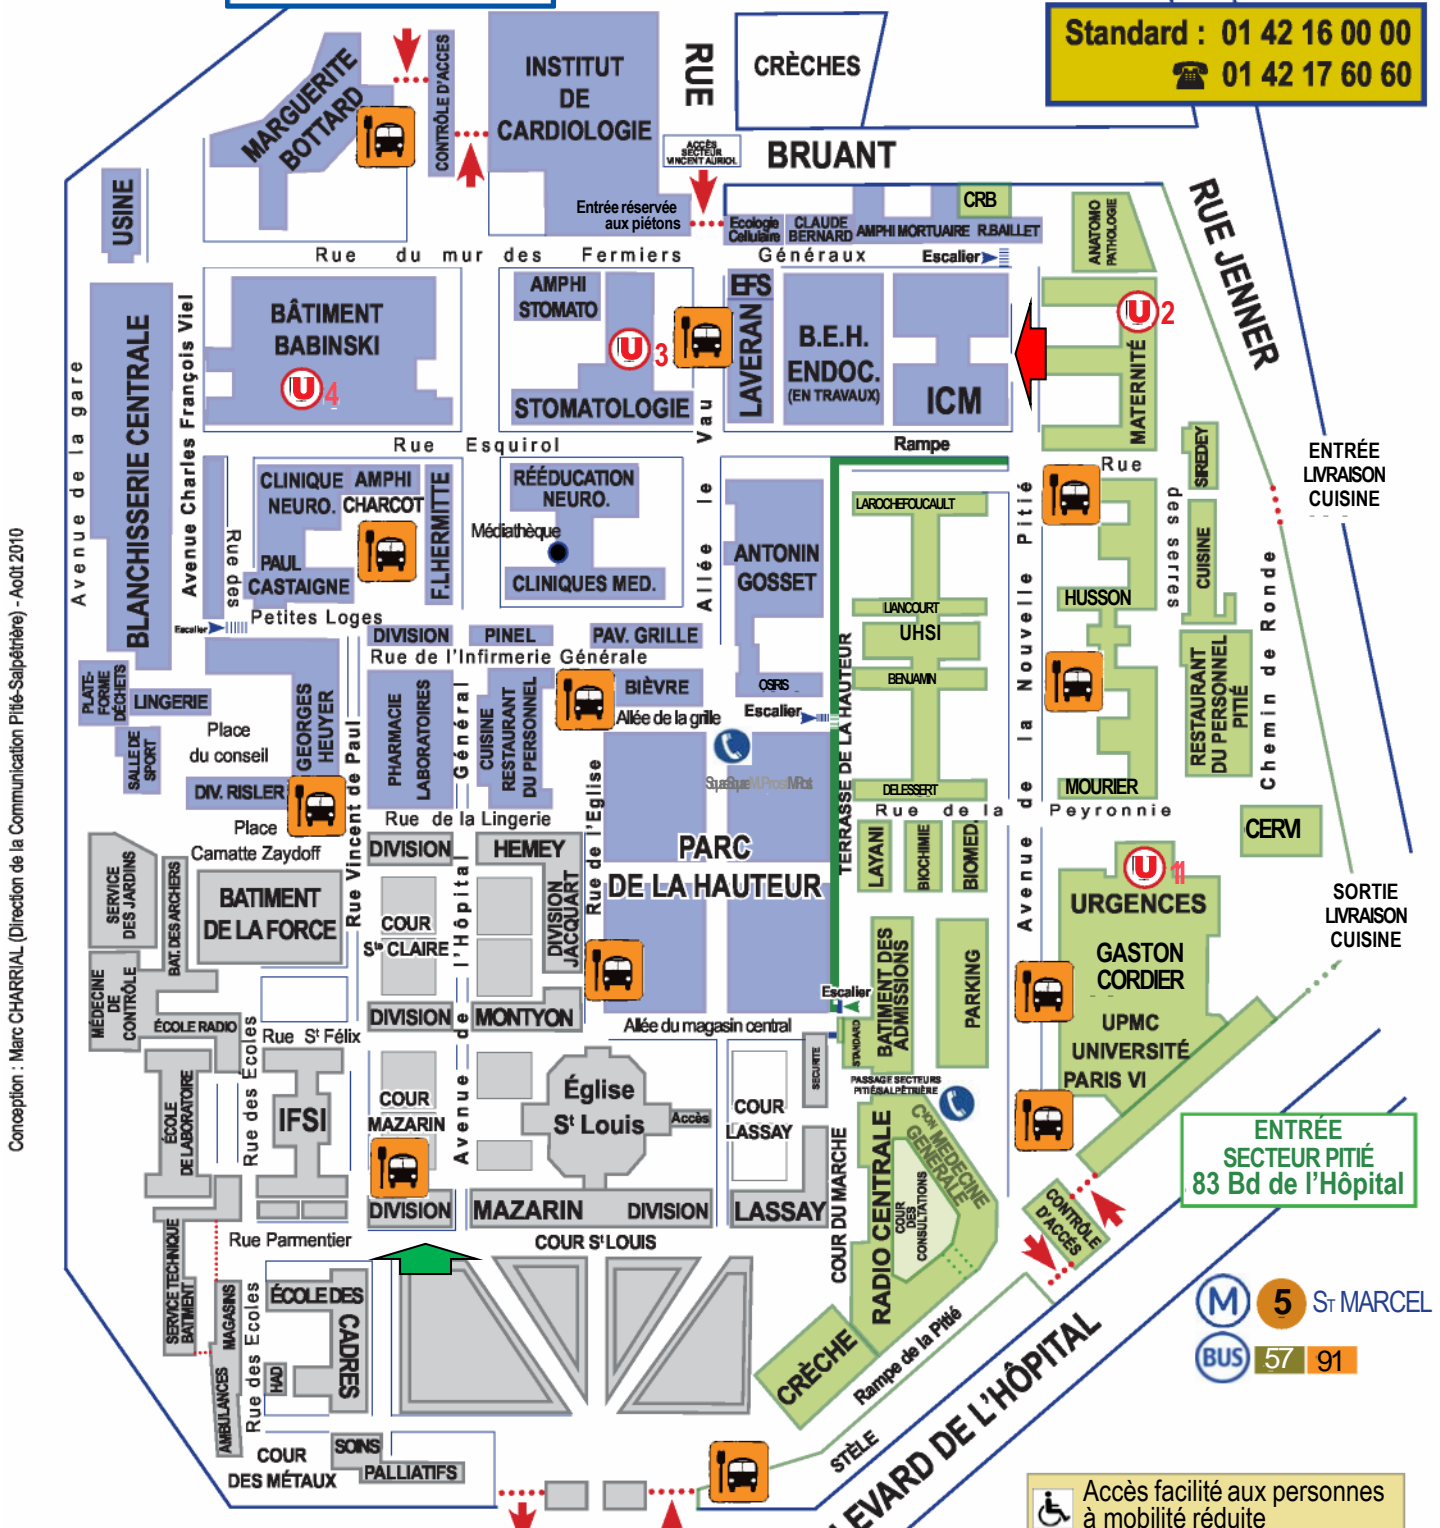 Standard : 01 42 16 00 00
01 42 17 60 60
MARGUERITE
BOTTARD
CONTRÔLE D'ACCES
INSTITUT
DE
CARDIOLOGIE
RUE
CRÈCHES
BRUANT
ACCÈS
SECTEUR
VINCENT AURIOL
Entrée réservée
aux piétons
Ecologie
Cellulaire
CLAUDE
BERNARD
AMPHI MORTUAIRE
R.BAILLET
CRB
ANATOMO
PATHOLOGIE
RUE JENNER
USINE
Rue du mur des Fermiers Généraux
Escalier
Avenue de la gare
BLANCHISSERIE CENTRALE
Avenue Charles François Viel
BÂTIMENT
BABINSKI
U 4
AMPHI
STOMATO
U 3
STOMATOLOGIE
EFS
LAVERAN
B.E.H.
ENDOC.
(EN TRAVAUX)
ICM
U 2
MATERNITÉ
Rue Esquirol
Allée le Vau
Rampe
Rue des serres
SIREDEY
ENTRÉE
LIVRAISON
CUISINE
CLINIQUE
NEURO.
AMPHI
CHARCOT
PAUL
CASTAIGNE
F.LHERMITTE
RÉÉDUCATION
NEURO.
Médiathèque
CLINIQUES MED.
ANTONIN
GOSSET
LAROCHEFOUCAULT
LIANCOURT
UHSI
BENJAMIN
DELESSERT
Avenue de la Nouvelle Pitié
HUSSON
MOURIER
CUISINE
RESTAURANT
DU PERSONNEL
PITIÉ
Chemin de Ronde
Rue des
Petites Loges
Escalier
DIVISION
PINEL
PAV. GRILLE
Rue de l'Infirmerie Générale
OSIRIS
Escalier
TERRASSE DE LA HAUTEUR
PLATE-
FORME
DÉCHETS
LINGERIE
SALLE DE
SPORT
Place
du conseil
GEORGES
HEUYER
DIV. RISLER
Place
Camatte Zaydoff
Rue Vincent de Paul
PHARMACIE
LABORATOIRES
Avenue de l'Hôpital Général
CUISINE
RESTAURANT
DU PERSONNEL
BIÈVRE
Allée de la grille
Rue de l'Eglise
PARC
DE LA HAUTEUR
Rue de la Lingerie
Rue de la Peyronnie
LAYANI
BIOCHIMIE
BIOMED.
CERVI
U
URGENCES
GASTON
CORDIER
UPMC
UNIVERSITÉ
PARIS VI
SORTIE
LIVRAISON
CUISINE
SERVICE
DES JARDINS
BAT. DES ARCHERS
BATIMENT
DE LA FORCE
DIVISION
HEMEY
COUR
Ste CLAIRE
DIVISION
JACQUART
DIVISION
MONTYON
MÉDECINE
DE
CONTRÔLE
ÉCOLE RADIO
Rue St Félix
Allée du magasin central
Escalier
STANDARD
BATIMENT DES
ADMISSIONS
PARKING
SECURITE
PASSAGE SECTEURS
PITIÉ/SALPÊTRIÈRE
ÉCOLE
DE LABORATOIRE
Rue des Ecoles
IFSI
COUR
MAZARIN
DIVISION
Église
St Louis
Accès
COUR
LASSAY
MAZARIN
DIVISION
LASSAY
COUR DU MARCHE
RADIO CENTRALE
Cion MEDECINE
GENERALE
COUR
DES
CONSULTATIONS
CONTRÔLE
D'ACCÉS
ENTRÉE
SECTEUR PITIÉ
83 Bd de l'Hôpital
Rue Parmentier
COUR St LOUIS
SERVICE TECHNIQUE
BATIMENT
MAGASINS
AMBULANCES
Rue des Ecoles
ÉCOLE DES
CADRES
HAD
CRÈCHE
Rampe de la Pitié
STÈLE
LEVARD DE L'HÔPITAL
M 5 ST MARCEL
BUS 57 91
COUR
DES MÉTAUX
SOINS
PALLIATIFS
Accès facilité aux personnes
à mobilité réduite
Conception : Marc CHARRIAL (Direction de la Communication Pitié-Salpêtrière) - Août 2010